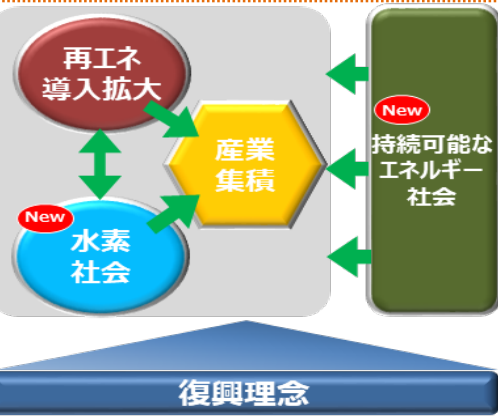 再エネ
導入拡大
産業
集積
New
水素
社会
New
持続可能な
エネルギー
社会
復興理念